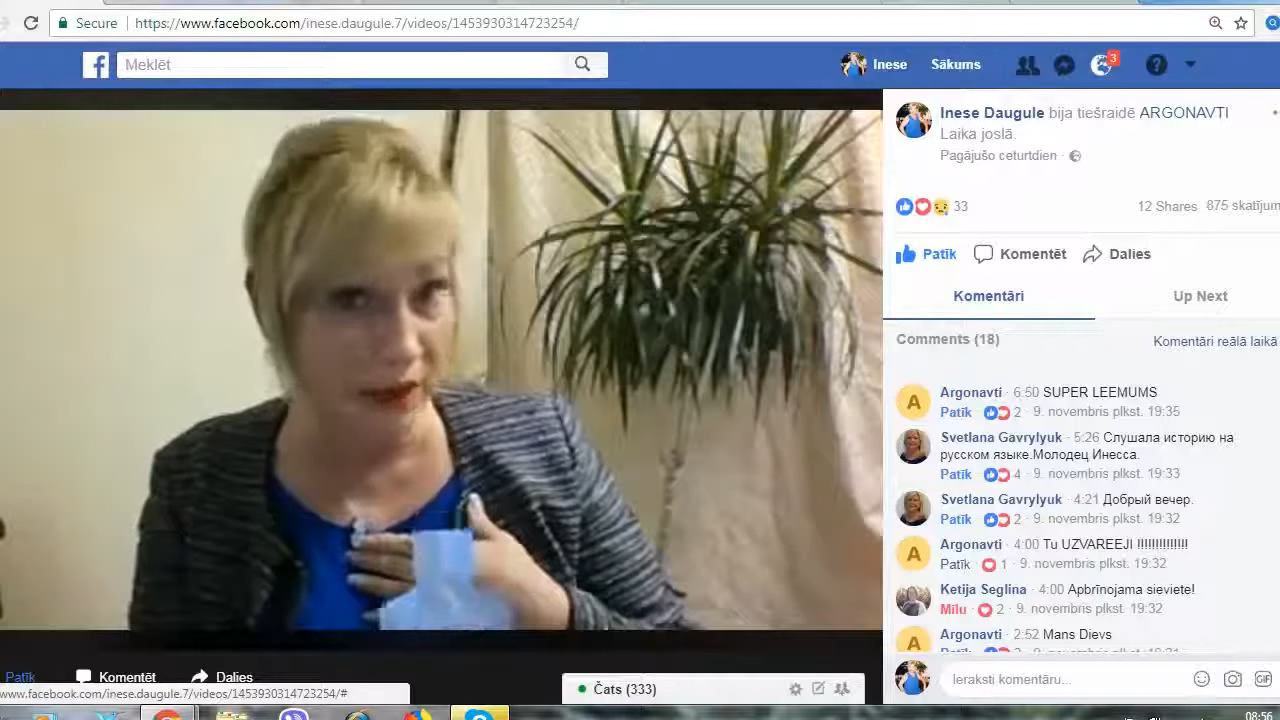 Secure https://www.facebook.com/inese.daugule.7/videos/1453930314723254/
f Meklēt Inese Sākums 3 ?
Inese Daugule bija tiešraidē ARGONAVTI
Laika joslā.
Pagājušo ceturtdien ·
33 12 Shares 875 skatījum
Patīk Komentēt Dalies
Komentāri Up Next
Comments (18) Komentāri reālā laikā
A Argonavti · 6:50 SUPER LEEMUMS
Patīk · 2 · 9. novembris plkst. 19:35
Svetlana Gavrylyuk · 5:26 Слушала историю на
русском языке.Молодец Инесса.
Patīk · 4 · 9. novembris plkst. 19:33
Svetlana Gavrylyuk · 4:21 Добрый вечер.
Patīk · 2 · 9. novembris plkst. 19:32
A Argonavti · 4:00 Tu UZVAREEJI !!!!!!!!!!!!!!
Patīk · 1 · 9. novembris plkst. 19:32
Ketija Seglina · 4:00 Apbrīnojama sieviete!
Mīlu · 2 · 9. novembris plkst. 19:32
A Argonavti · 2:52 Mans Dievs
Patīk Komentēt Dalies
Ieraksti komentāru... GIF
www.facebook.com/inese.daugule.7/videos/1453930314723254/#
Čats (333)
08:56